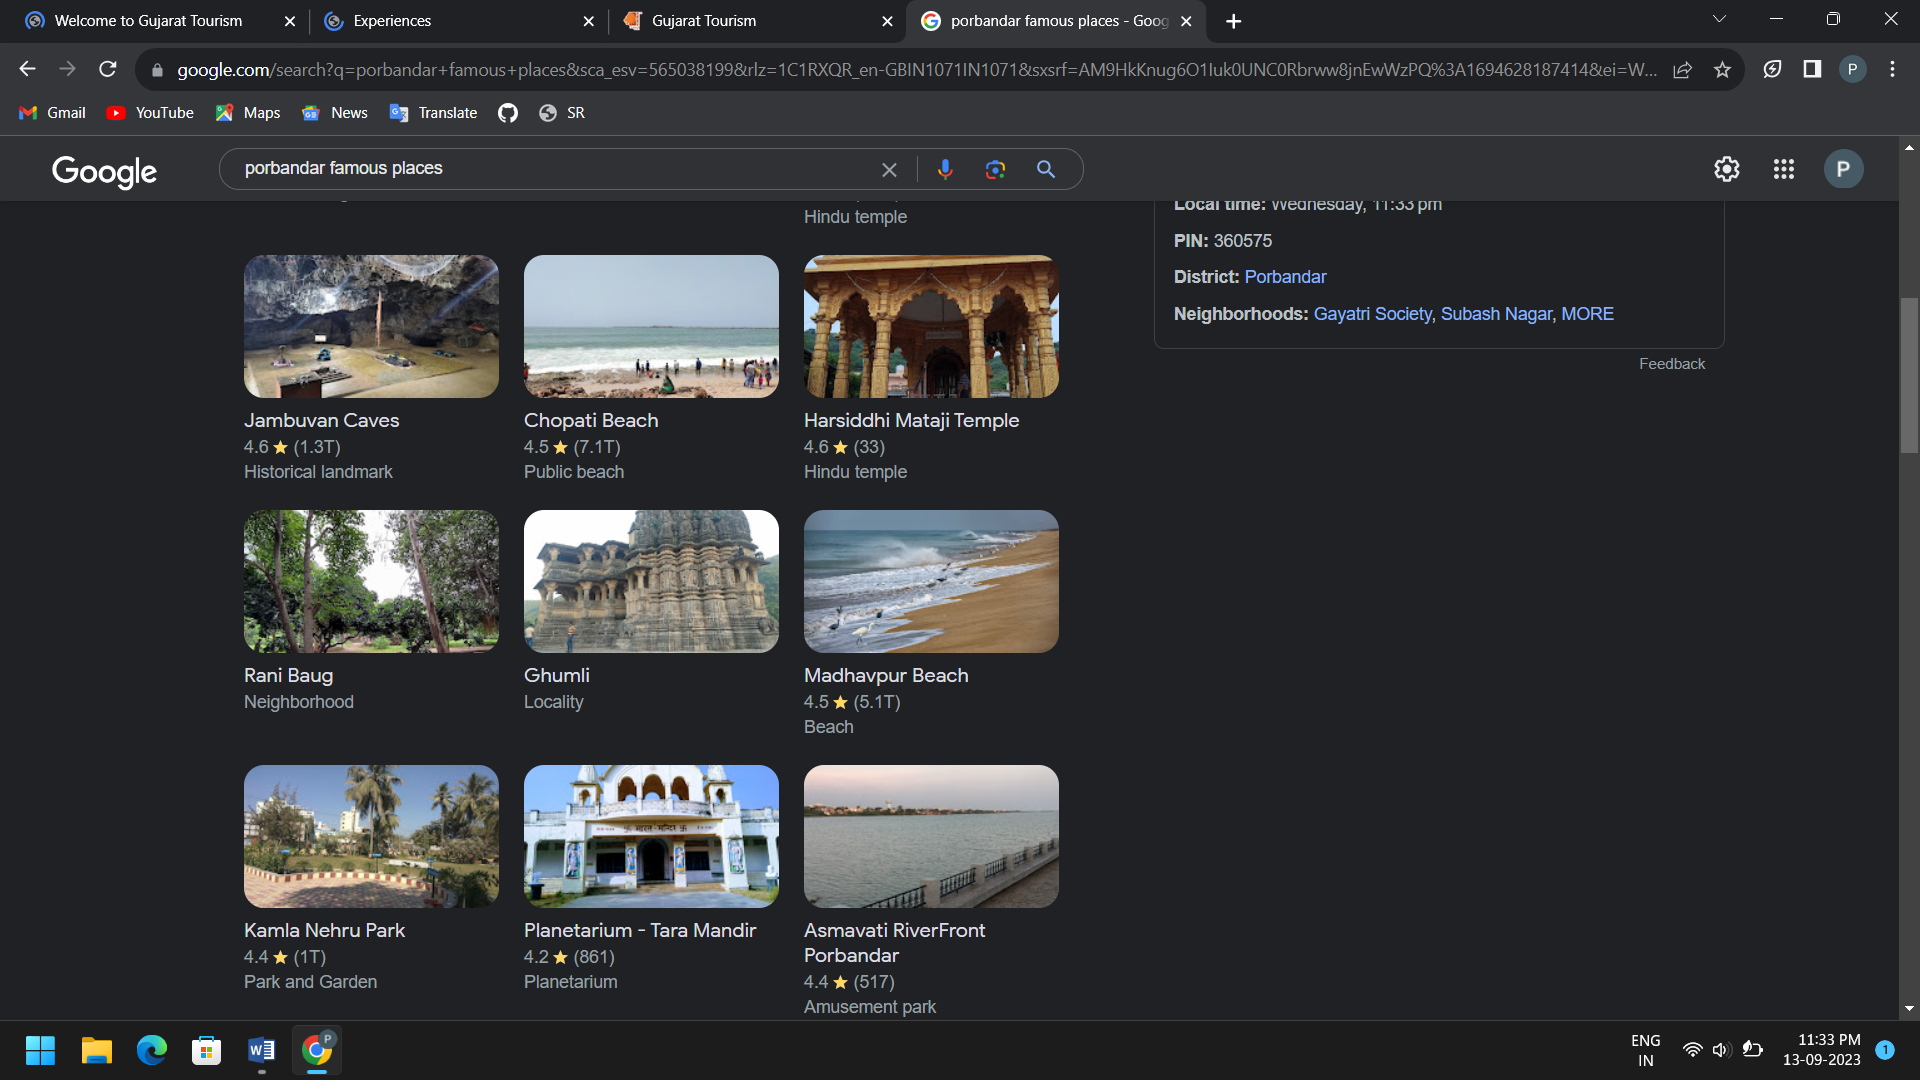 Welcome to Gujarat Tourism
Experiences
Gujarat Tourism
porbandar famous places - Goog
google.com/search?q=porbandar+famous+places&sca_esv=565038199&rlz=1C1RXQR_en-GBIN1071IN1071&sxsrf=AM9HkKnug6O1Iuk0UNC0Rbrww8jnEwWzPQ%3A1694628187414&ei=W...
P
Gmail
YouTube
Maps
News
Translate
SR
Google
porbandar famous places
P
Hindu temple
Local time: Wednesday, 11:33 pm
PIN: 360575
District: Porbandar
Neighborhoods: Gayatri Society, Subash Nagar, MORE
Feedback
Jambuvan Caves
4.6 (1.3T)
Historical landmark
Chopati Beach
4.5 (7.1T)
Public beach
Harsiddhi Mataji Temple
4.6 (33)
Hindu temple
Rani Baug
Neighborhood
Ghumli
Locality
Madhavpur Beach
4.5 (5.1T)
Beach
Kamla Nehru Park
4.4 (1T)
Park and Garden
Planetarium - Tara Mandir
4.2 (861)
Planetarium
Asmavati RiverFront
Porbandar
4.4 (517)
Amusement park
ENG
IN
11:33 PM
13-09-2023
1